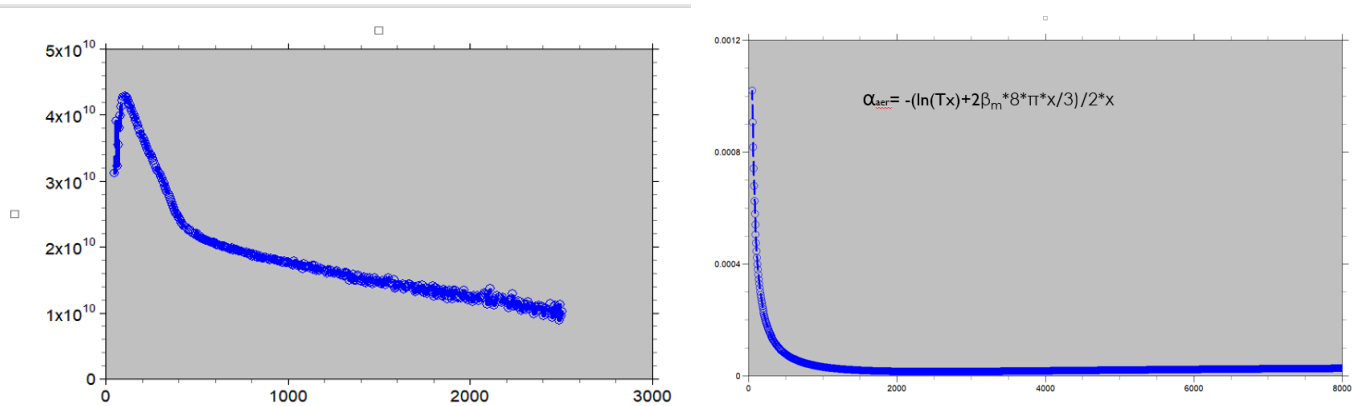 5x10¹⁰
4x10¹⁰
3x10¹⁰
2x10¹⁰
1x10¹⁰
0
0 1000 2000 3000
0.0012
0.0008
0.0004
0
0 2000 4000 6000 8000
αaer= -(ln(Tx)+2βm*8*π*x/3)/2*x